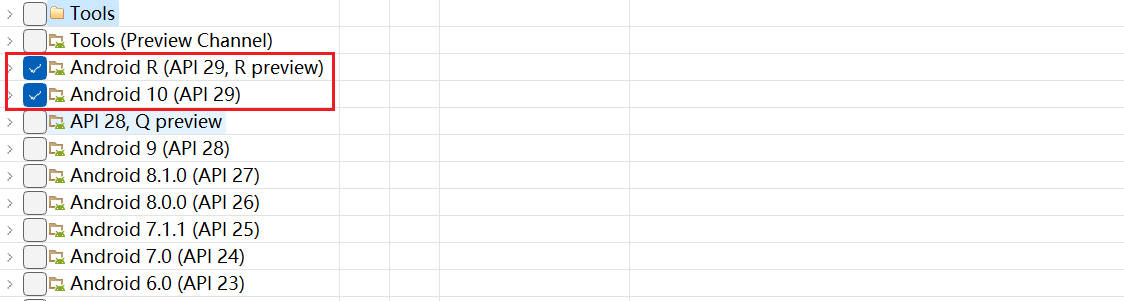 Tools
Tools (Preview Channel)
Android R (API 29, R preview)
Android 10 (API 29)
API 28, Q preview
Android 9 (API 28)
Android 8.1.0 (API 27)
Android 8.0.0 (API 26)
Android 7.1.1 (API 25)
Android 7.0 (API 24)
Android 6.0 (API 23)